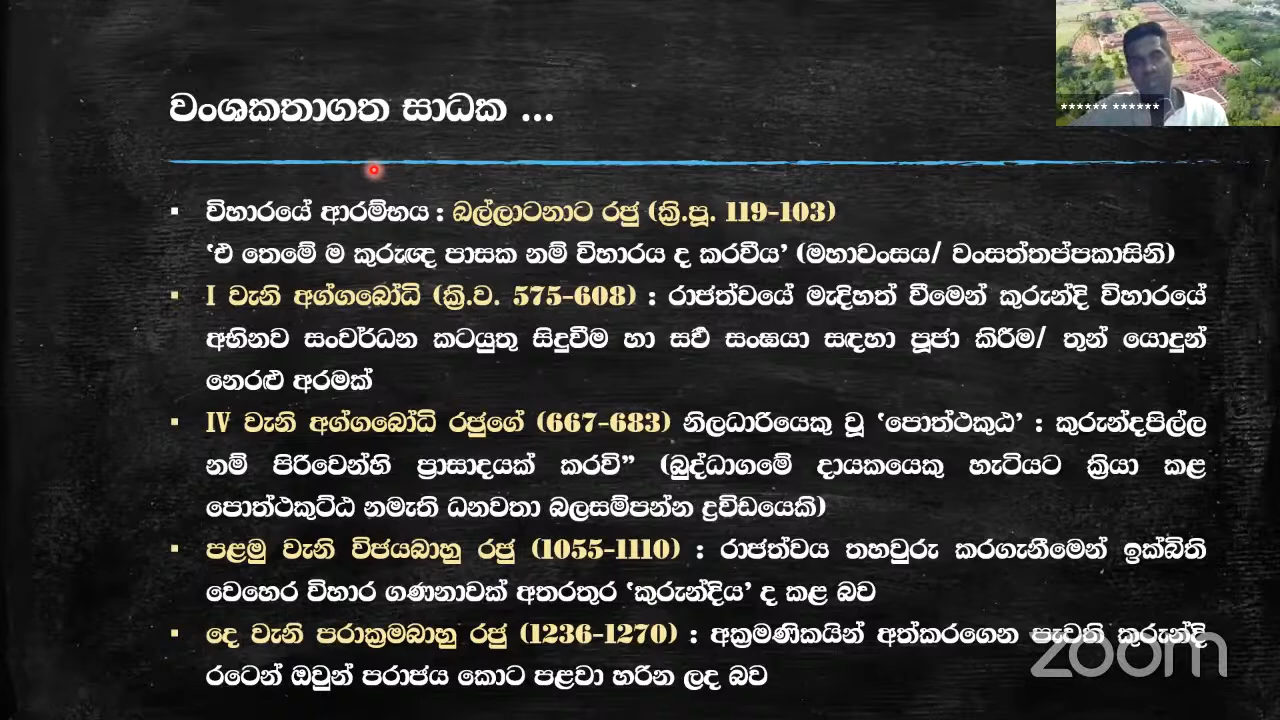 වංශකතාගත සාධක ...
****** ******
▪ විහාරයේ ආරම්භය : ඛල්ලාටනාට රජු (ක්‍රි.පූ. 119-103)
‘එ තෙමේ ම කුරුඳු පාසක නම් විහාරය ද කරවීය’ (මහාවංසය/ වංසත්තප්පකාසිනි)
▪ I වැනි අග්ගබෝධි (ක්‍රි.ව. 575-608) : රාජත්වයේ මැදිහත් වීමෙන් කුරුන්දි විහාරයේ
අභිනව සංවර්ධන කටයුතු සිදුවීම හා සර්ව සංඝයා සඳහා පූජා කිරීම/ තුන් යොදුන්
නෙරළු අරමක්
▪ IV වැනි අග්ගබෝධි රජුගේ (667-683) නිලධාරියෙකු වූ ‘පොත්ථකුඨ’ : කුරුන්දපිල්ල
නම් පිරිවෙන්හි ප්‍රාසාදයක් කරවි” (බුද්ධාගමේ දායකයෙකු හැටියට ක්‍රියා කළ
පොත්ථකුට්ඨ නමැති ධනවතා බලසම්පන්න ද්‍රවිඩයෙකි)
▪ පළමු වැනි විජයබාහු රජු (1055-1110) : රාජත්වය තහවුරු කරගැනීමෙන් ඉක්බිති
වෙහෙර විහාර ගණනාවක් අතරතුර ‘කුරුන්දිය’ ද කළ බව
▪ දෙ වැනි පරාක්‍රමබාහු රජු (1236-1270) : අක්‍රමණිකයින් අත්කරගෙන පැවති කුරුන්දි
රටෙන් ඔවුන් පරාජය කොට පළවා හරින ලද බව
zoom